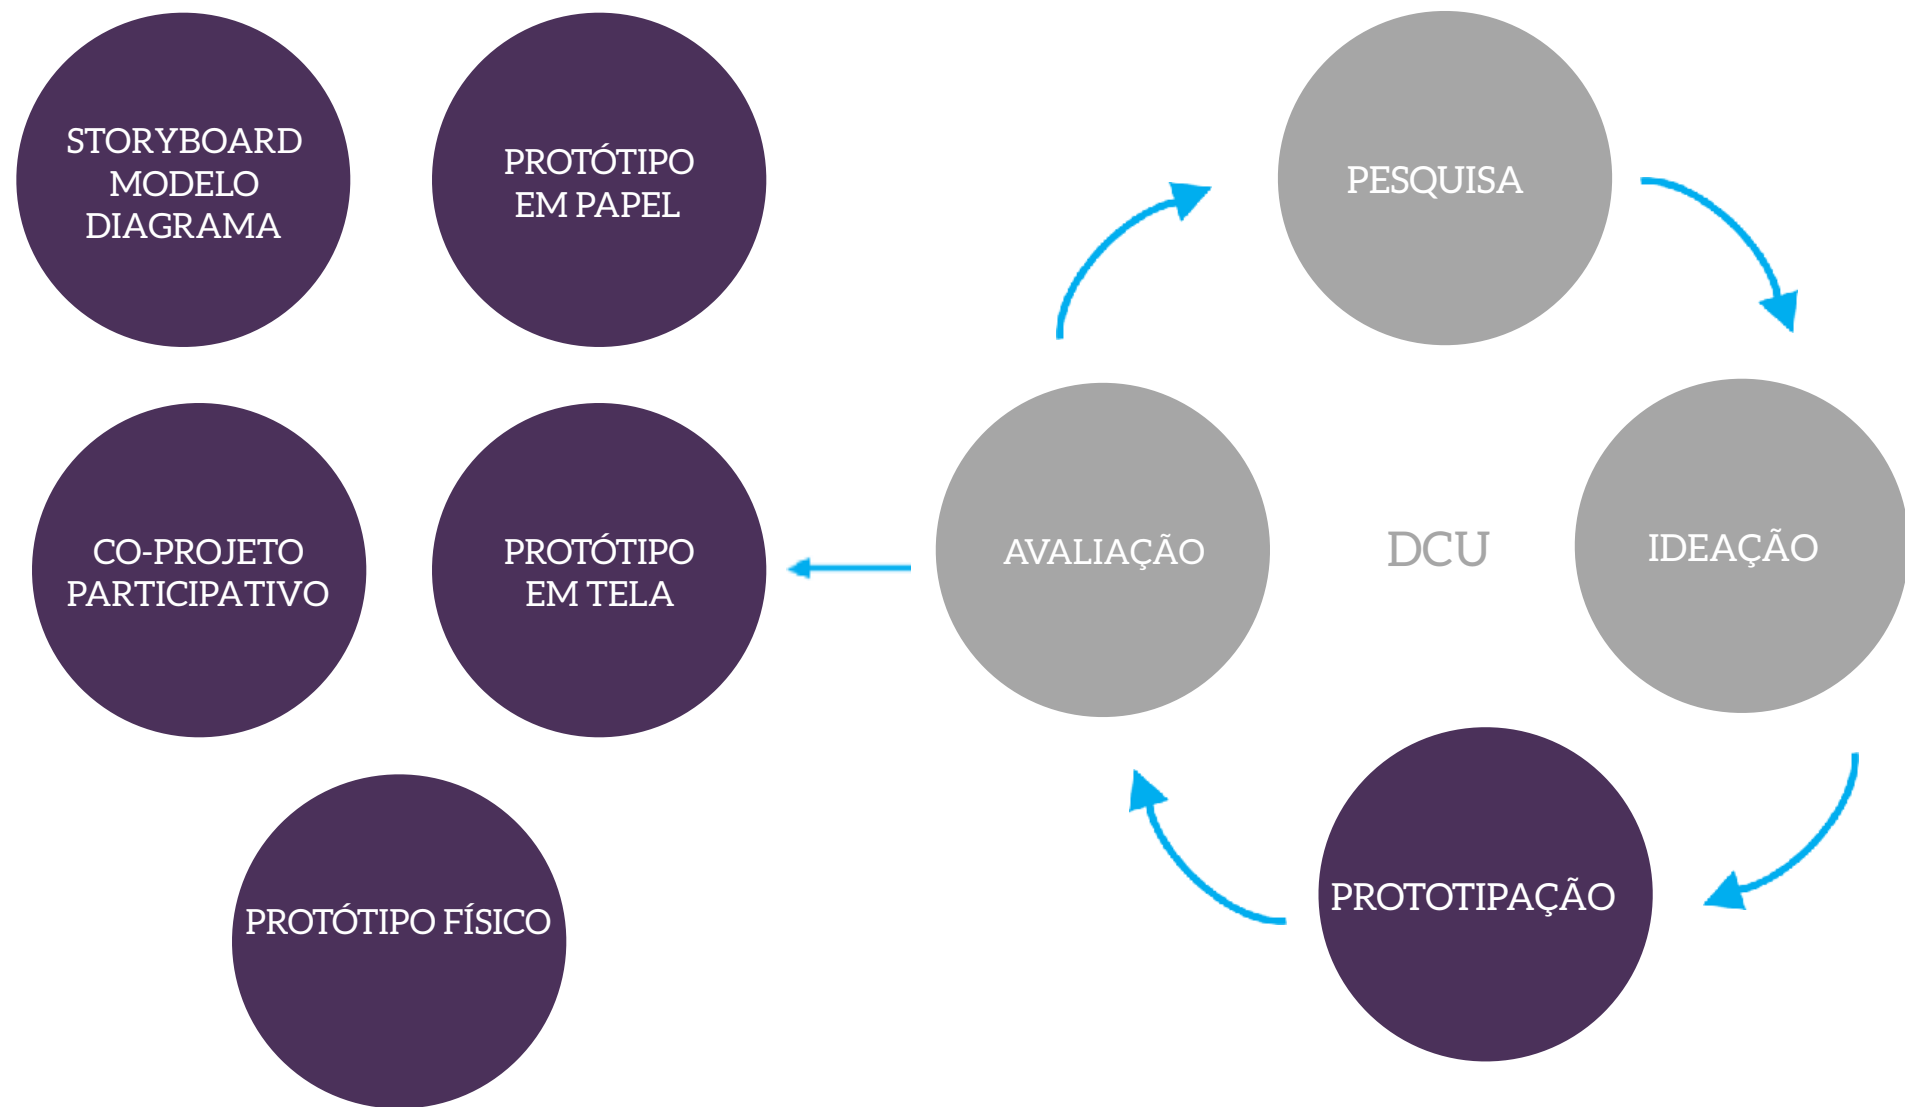 STORYBOARD
MODELO
DIAGRAMA
PROTÓTIPO
EM PAPEL
CO-PROJETO
PARTICIPATIVO
PROTÓTIPO
EM TELA
PROTÓTIPO FÍSICO
PESQUISA
AVALIAÇÃO
DCU
IDEAÇÃO
PROTOTIPAÇÃO